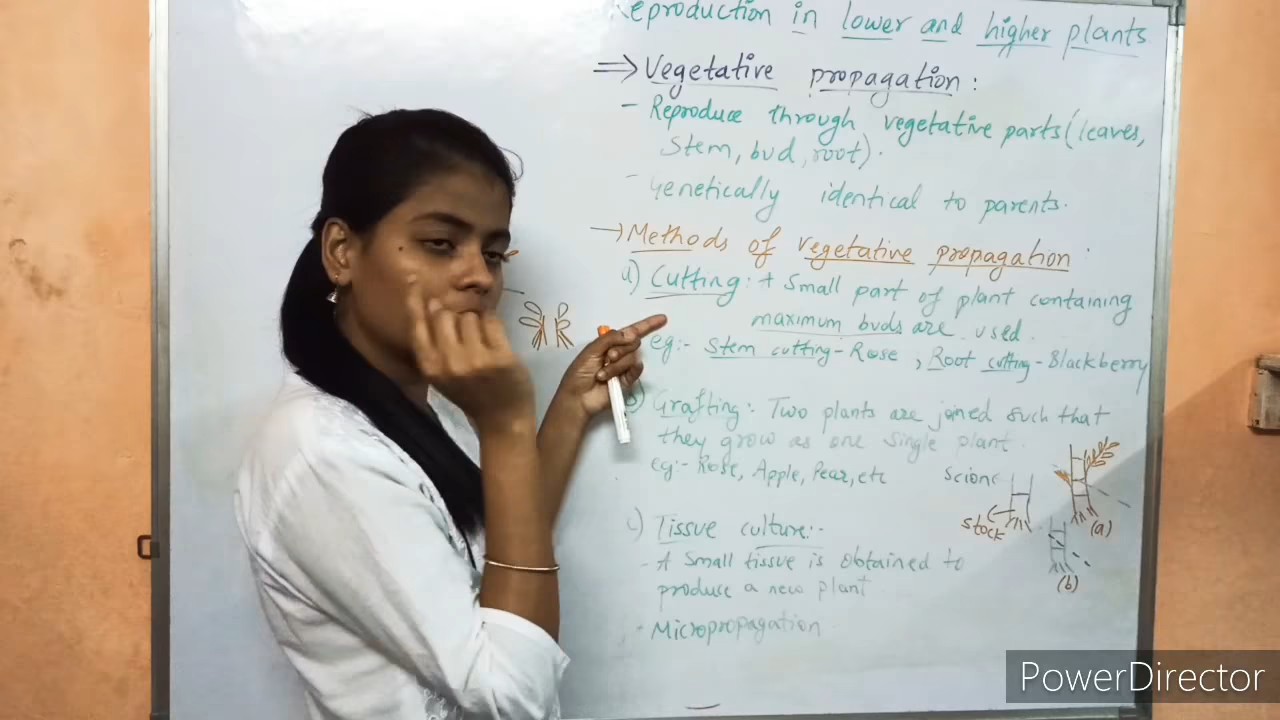 Reproduction in lower and higher plants
⇒ Vegetative propagation:
- Reproduce through vegetative parts (leaves,
stem, bud, root).
- Genetically identical to parents.
→ Methods of vegetative propagation
a) Cutting: A small part of plant containing
maximum buds are used.
eg:- Stem cutting - Rose, Root cutting - Blackberry
b) Grafting: Two plants are joined such that
they grow as one single plant.
eg:- Rose, Apple, Pear, etc
scion
stock
(a)
(b)
c) Tissue culture:-
- A small tissue is obtained to
produce a new plant
- Micropropagation
PowerDirector